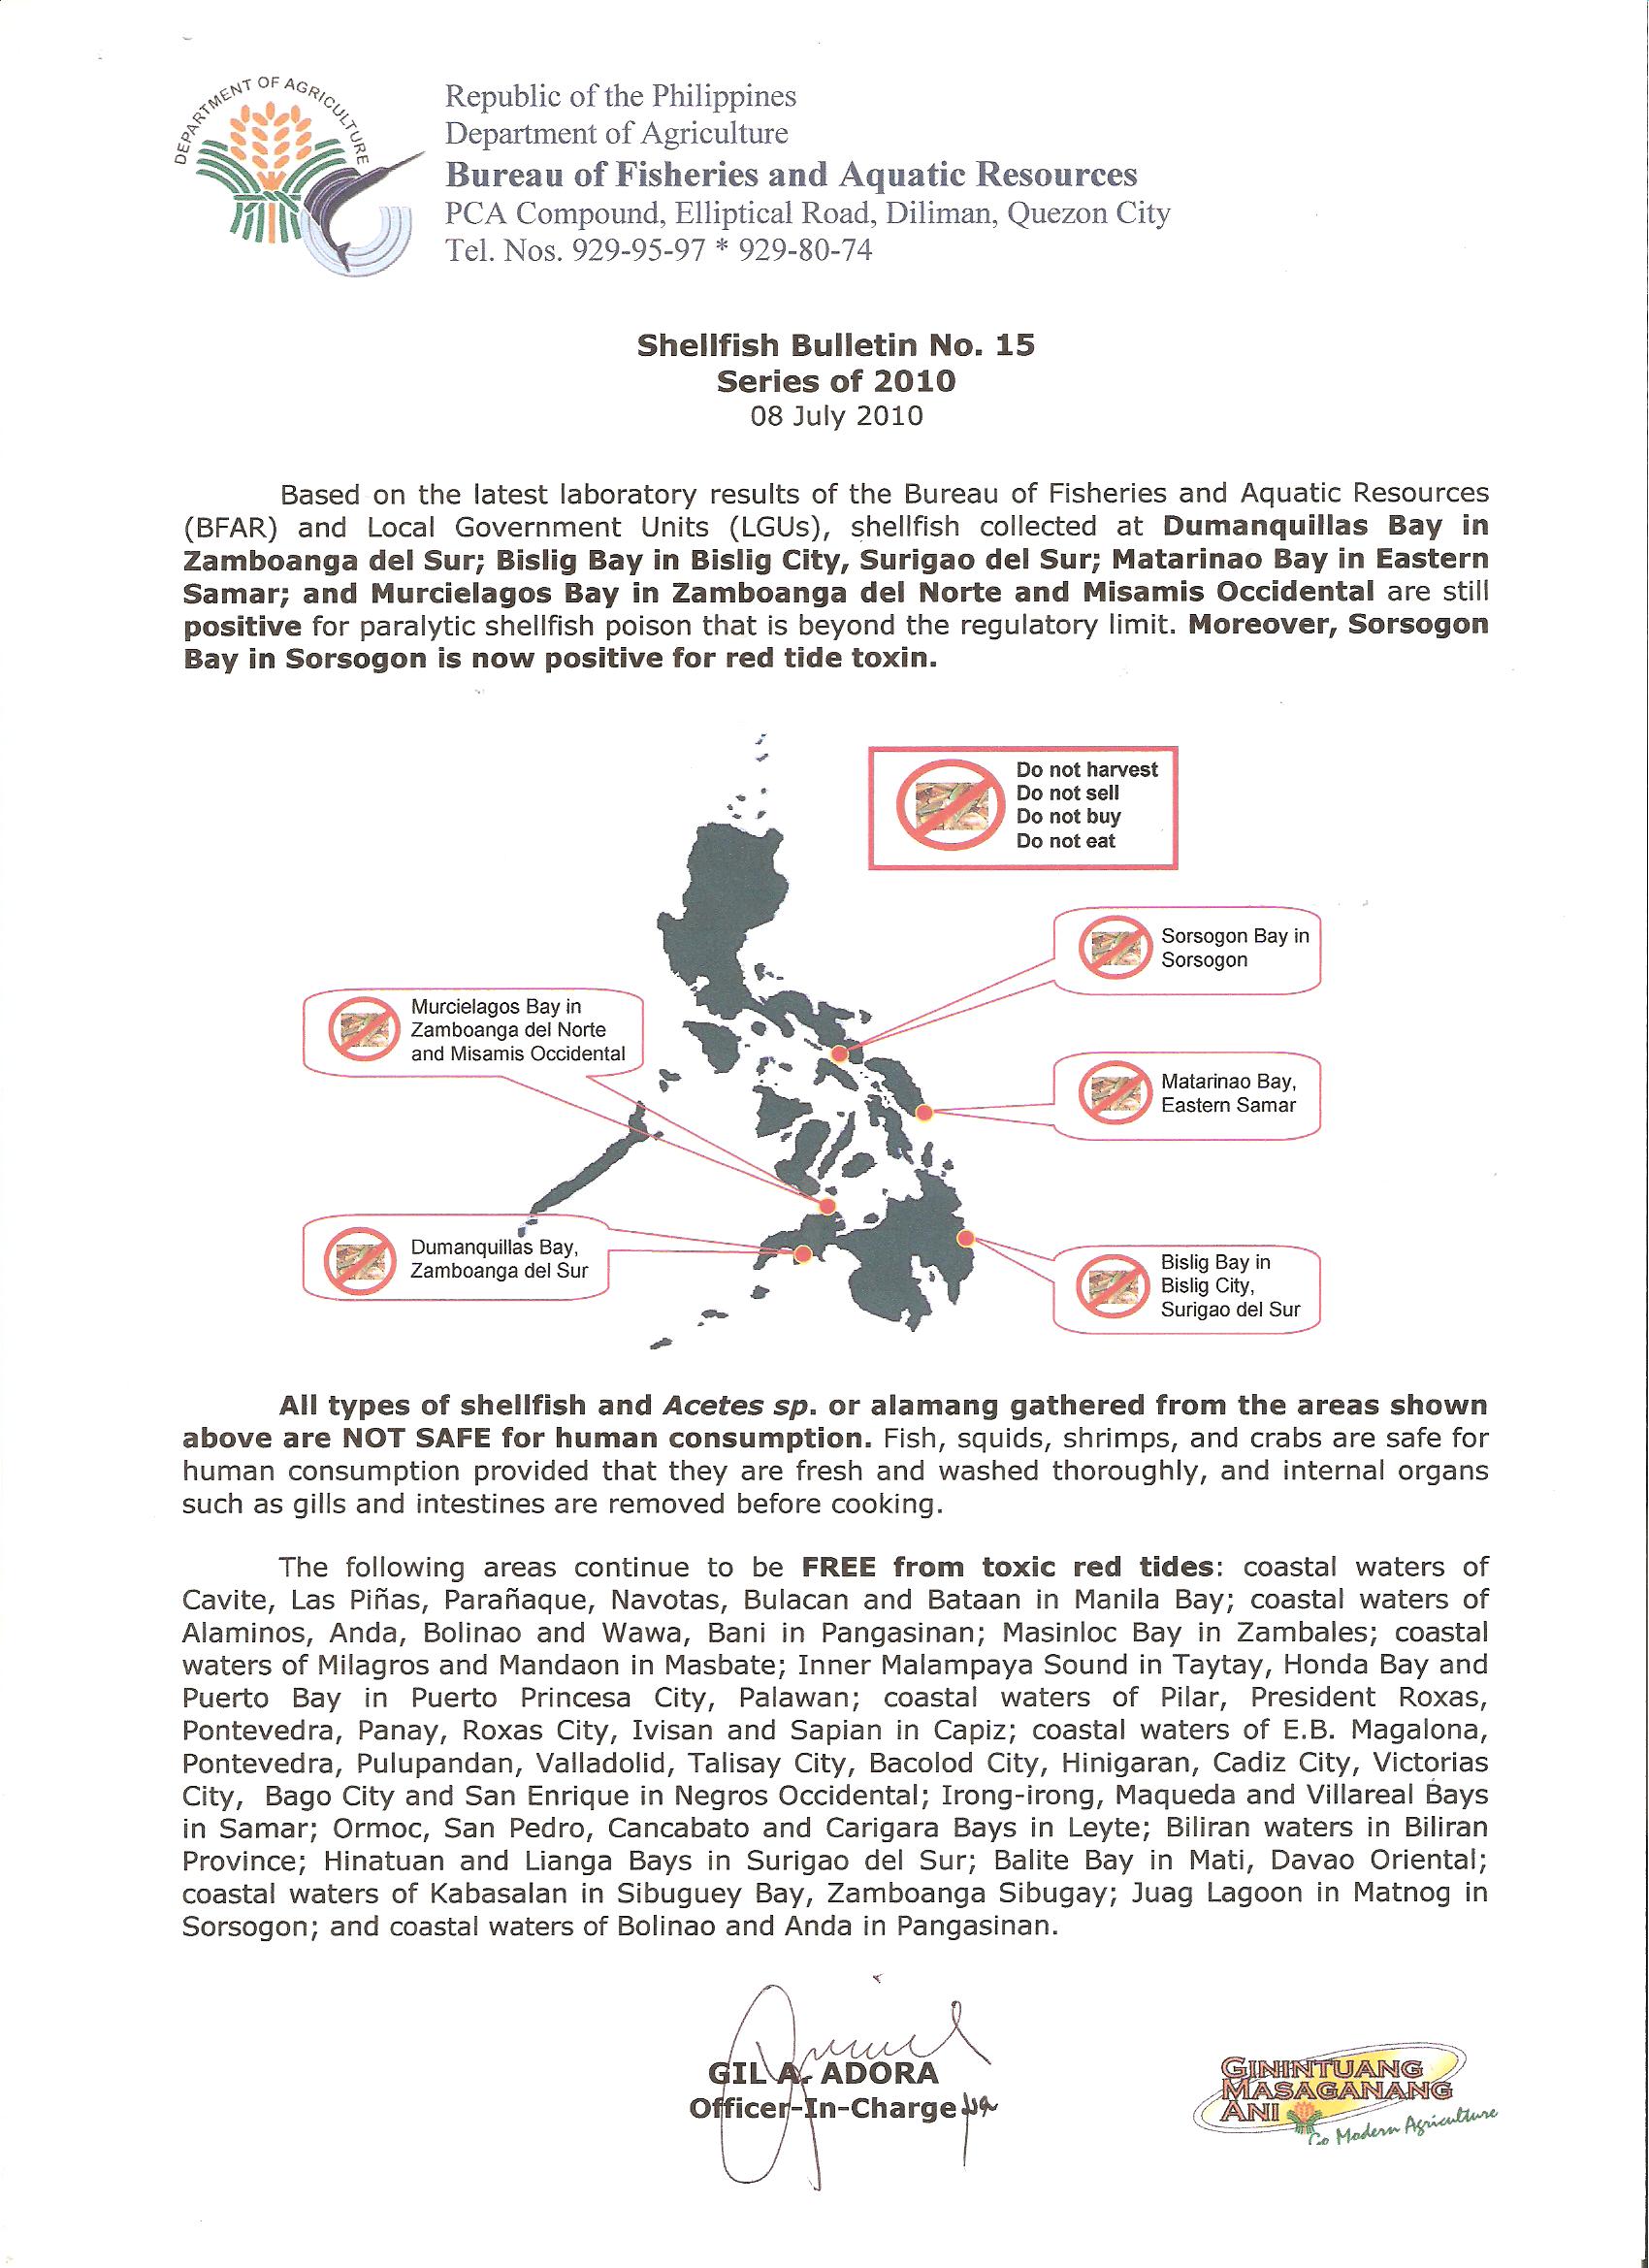 DEPARTMENT OF AGRICULTURE
Republic of the Philippines
Department of Agriculture
Bureau of Fisheries and Aquatic Resources
PCA Compound, Elliptical Road, Diliman, Quezon City
Tel. Nos. 929-95-97 * 929-80-74
Shellfish Bulletin No. 15
Series of 2010
08 July 2010
Based on the latest laboratory results of the Bureau of Fisheries and Aquatic Resources
(BFAR) and Local Government Units (LGUs), shellfish collected at Dumanquillas Bay in
Zamboanga del Sur; Bislig Bay in Bislig City, Surigao del Sur; Matarinao Bay in Eastern
Samar; and Murcielagos Bay in Zamboanga del Norte and Misamis Occidental are still
positive for paralytic shellfish poison that is beyond the regulatory limit. Moreover, Sorsogon
Bay in Sorsogon is now positive for red tide toxin.
Do not harvest
Do not sell
Do not buy
Do not eat
Sorsogon Bay in
Sorsogon
Murcielagos Bay in
Zamboanga del Norte
and Misamis Occidental
Matarinao Bay,
Eastern Samar
Dumanquillas Bay,
Zamboanga del Sur
Bislig Bay in
Bislig City,
Surigao del Sur
All types of shellfish and Acetes sp. or alamang gathered from the areas shown
above are NOT SAFE for human consumption. Fish, squids, shrimps, and crabs are safe for
human consumption provided that they are fresh and washed thoroughly, and internal organs
such as gills and intestines are removed before cooking.
The following areas continue to be FREE from toxic red tides: coastal waters of
Cavite, Las Piñas, Parañaque, Navotas, Bulacan and Bataan in Manila Bay; coastal waters of
Alaminos, Anda, Bolinao and Wawa, Bani in Pangasinan; Masinloc Bay in Zambales; coastal
waters of Milagros and Mandaon in Masbate; Inner Malampaya Sound in Taytay, Honda Bay and
Puerto Bay in Puerto Princesa City, Palawan; coastal waters of Pilar, President Roxas,
Pontevedra, Panay, Roxas City, Ivisan and Sapian in Capiz; coastal waters of E.B. Magalona,
Pontevedra, Pulupandan, Valladolid, Talisay City, Bacolod City, Hinigaran, Cadiz City, Victorias
City, Bago City and San Enrique in Negros Occidental; Irong-irong, Maqueda and Villareal Bays
in Samar; Ormoc, San Pedro, Cancabato and Carigara Bays in Leyte; Biliran waters in Biliran
Province; Hinatuan and Lianga Bays in Surigao del Sur; Balite Bay in Mati, Davao Oriental;
coastal waters of Kabasalan in Sibuguey Bay, Zamboanga Sibugay; Juag Lagoon in Matnog in
Sorsogon; and coastal waters of Bolinao and Anda in Pangasinan.
GIL A. ADORA
Officer-In-Charge
GININTUANG
MASAGANANG
ANI
Go Modern Agriculture